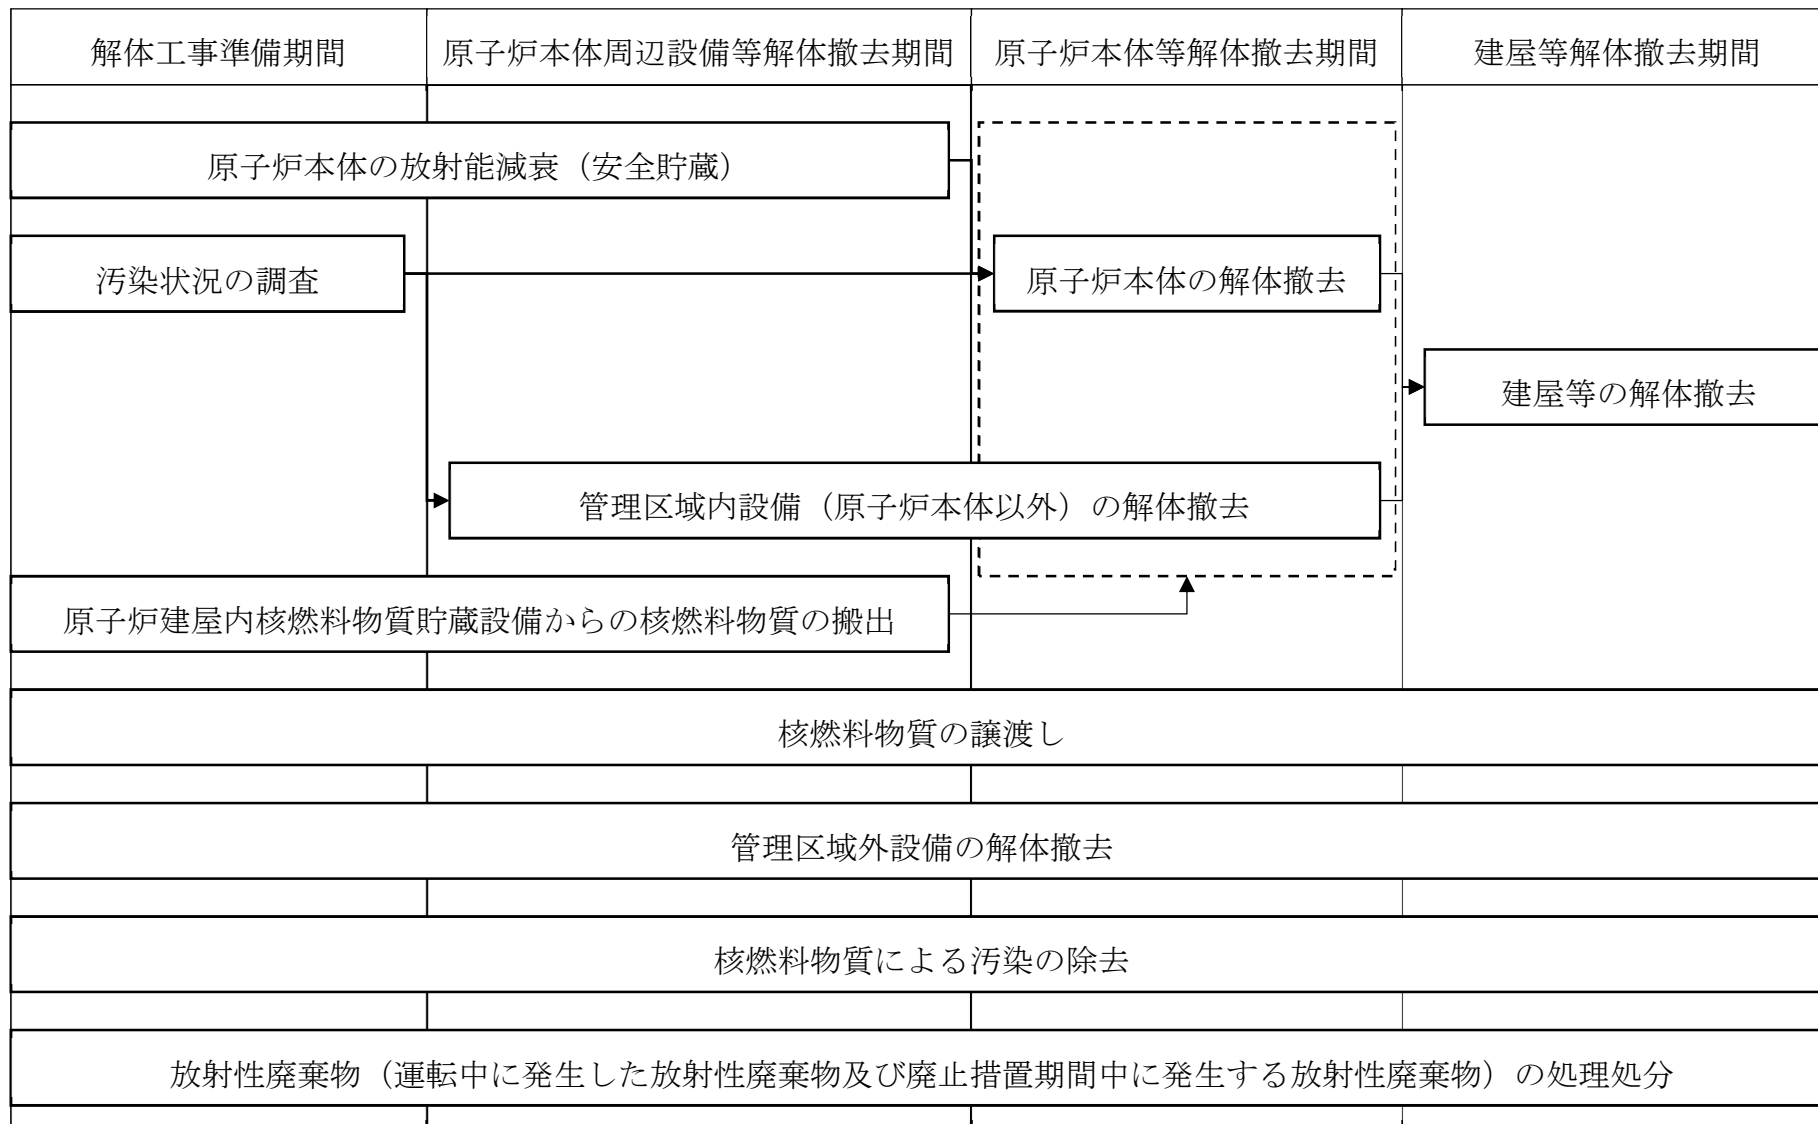 解体工事準備期間
原子炉本体周辺設備等解体撤去期間
原子炉本体等解体撤去期間
建屋等解体撤去期間
原子炉本体の放射能減衰（安全貯蔵）
汚染状況の調査
原子炉本体の解体撤去
建屋等の解体撤去
管理区域内設備（原子炉本体以外）の解体撤去
原子炉建屋内核燃料物質貯蔵設備からの核燃料物質の搬出
核燃料物質の譲渡し
管理区域外設備の解体撤去
核燃料物質による汚染の除去
放射性廃棄物（運転中に発生した放射性廃棄物及び廃止措置期間中に発生する放射性廃棄物）の処理処分